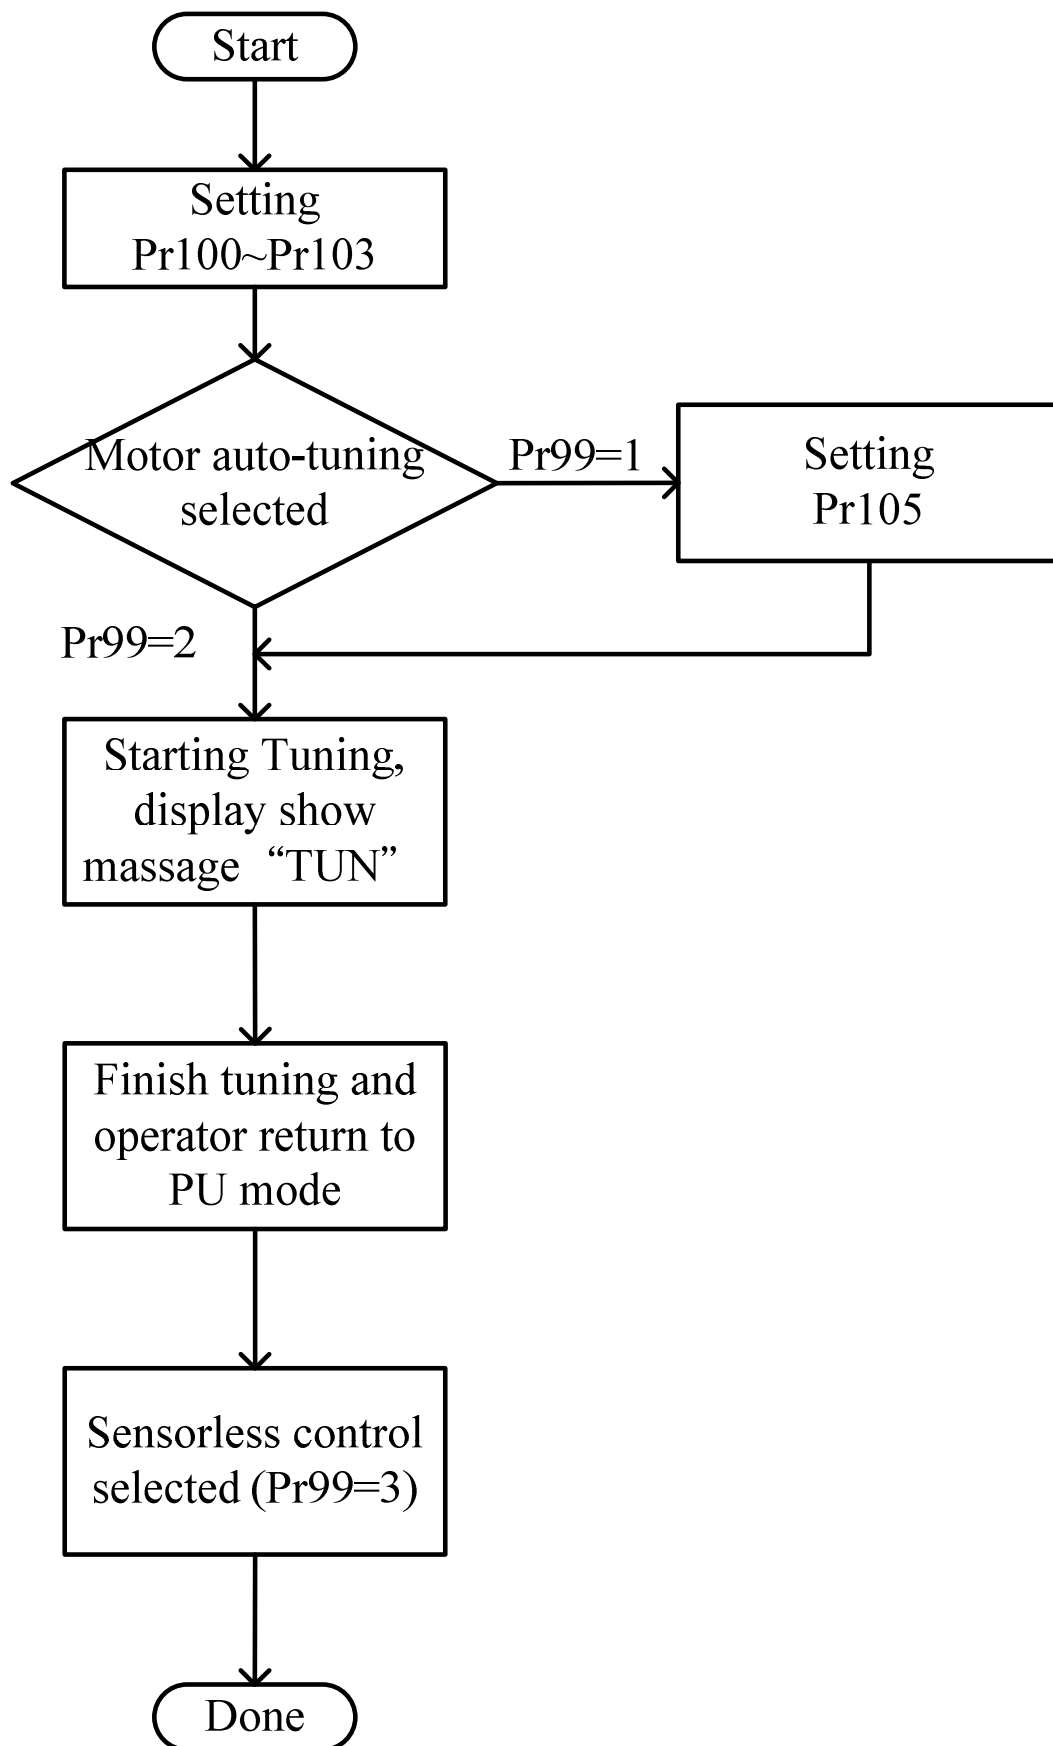 Start
Setting
Pr100~Pr103
Motor auto-tuning
selected
Pr99=1
Setting
Pr105
Pr99=2
Starting Tuning,
display show
massage “TUN”
Finish tuning and
operator return to
PU mode
Sensorless control
selected (Pr99=3)
Done